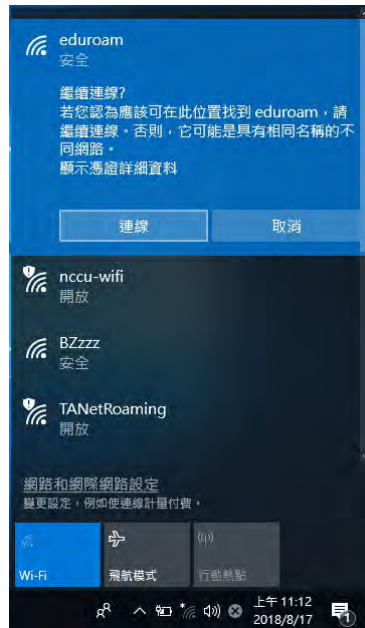 eduroam
安全
繼續連線?
若您認為應該可在此位置找到 eduroam,請
繼續連線。否則,它可能是具有相同名稱的不
同網路。
顯示憑證詳細資料
連線 取消
nccu-wifi
開放
BZzzz
安全
TANetRoaming
開放
網路和網際網路設定
變更設定,例如使連線計量付費。
Wi-Fi 飛航模式 行動熱點
上午 11:12
2018/8/17
1